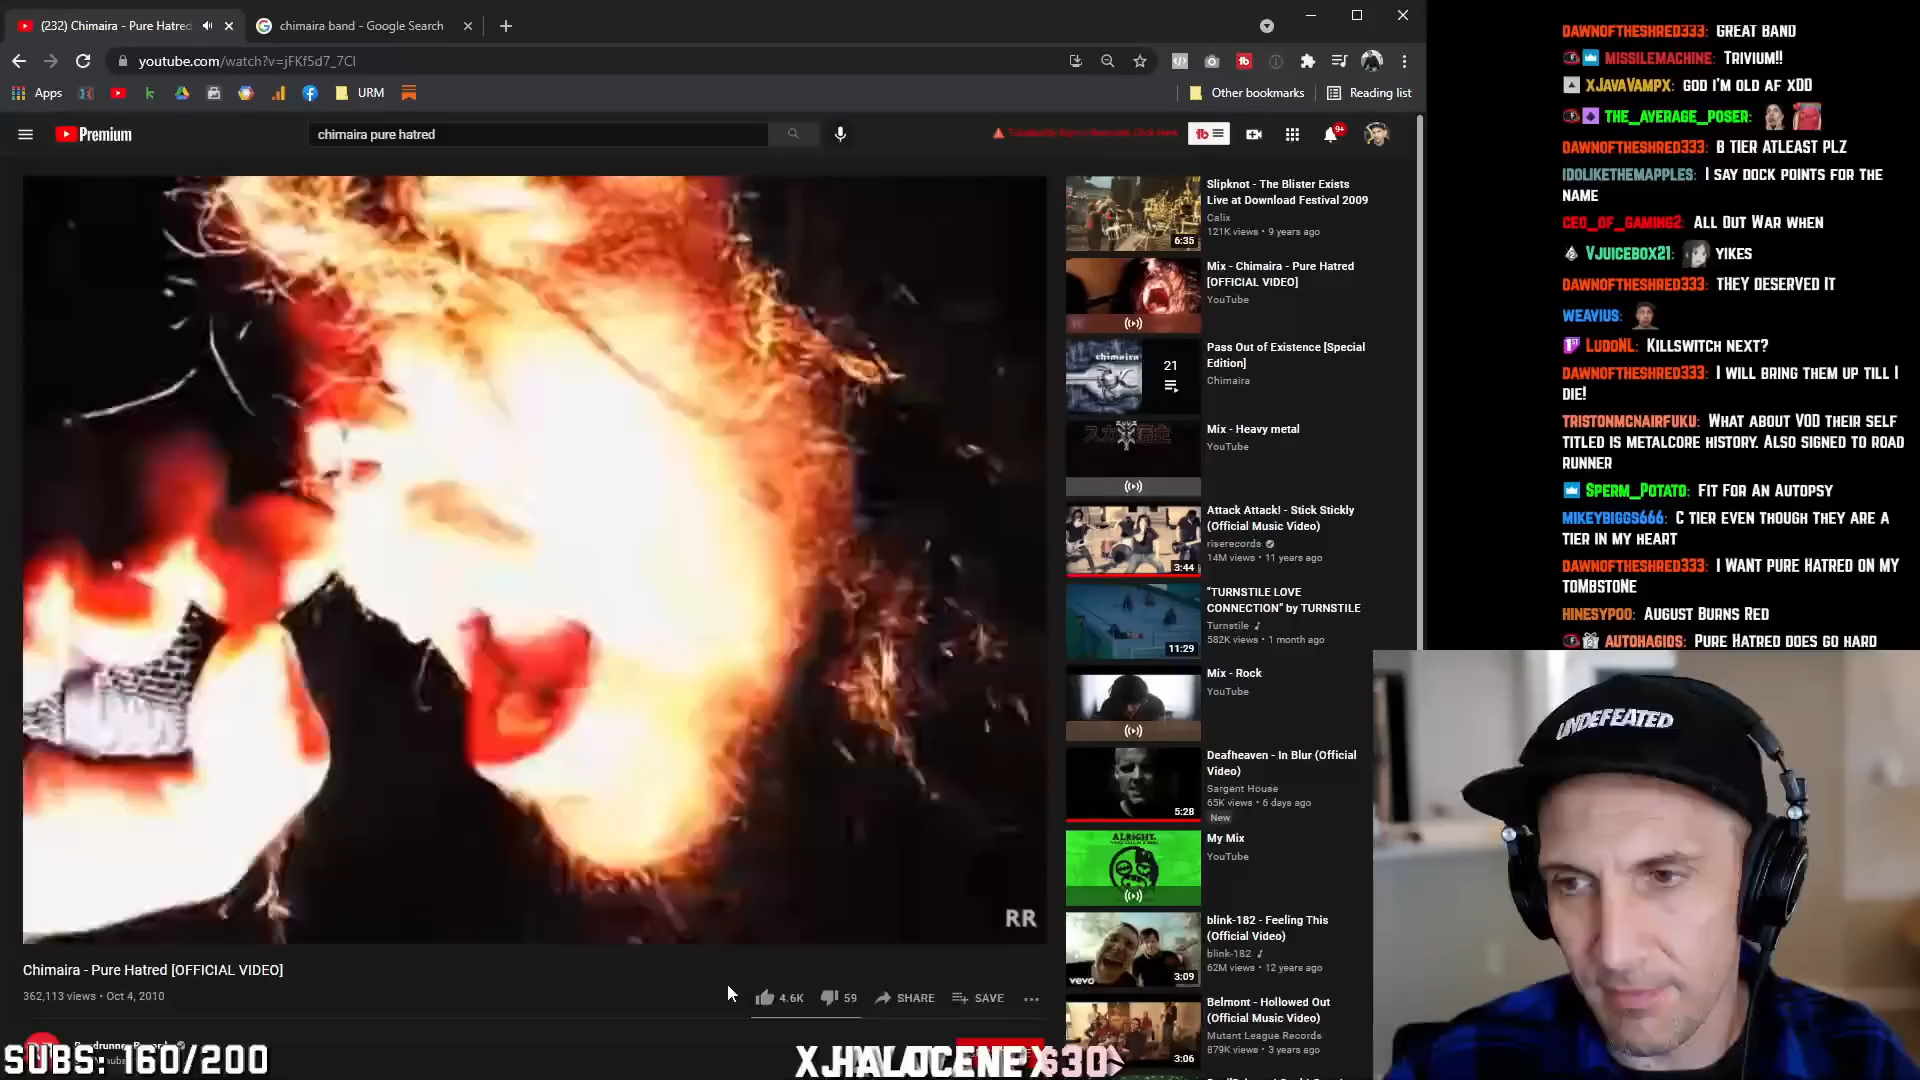 (232) Chimaira - Pure Hatred
chimaira band - Google Search
youtube.com/watch?v=jFKf5d7_7CI
Apps
URM
Other bookmarks
Reading list
Premium
chimaira pure hatred
9+
RR
Chimaira - Pure Hatred [OFFICIAL VIDEO]
362,113 views • Oct 4, 2010
4.6K
59
SHARE
SAVE
SUBS: 160/200
Slipknot - The Blister Exists
Live at Download Festival 2009
Calix
121K views • 9 years ago
6:35
Mix - Chimaira - Pure Hatred
[OFFICIAL VIDEO]
YouTube
chimaira
21
Pass Out of Existence [Special
Edition]
Chimaira
Mix - Heavy metal
YouTube
Attack Attack! - Stick Stickly
(Official Music Video)
riserecords
14M views • 11 years ago
3:44
"TURNSTILE LOVE
CONNECTION" by TURNSTILE
Turnstile
582K views • 1 month ago
11:29
Mix - Rock
YouTube
Deafheaven - In Blur (Official
Video)
Sargent House
65K views • 6 days ago
New
5:28
ALRIGHT.
My Mix
YouTube
blink-182 - Feeling This
(Official Video)
blink-182
62M views • 12 years ago
vevo
3:09
Belmont - Hollowed Out
(Official Music Video)
Mutant League Records
879K views • 3 years ago
3:06
DAWNOFTHESHRED333: GREAT BAND
MISSILEMACHINE: TRIVIUM!!
XJAVAVAMPX: GOD I'M OLD AF XDD
THE_AVERAGE_POSER:
DAWNOFTHESHRED333: B TIER ATLEAST PLZ
IDOLIKETHEMAPPLES: I SAY DOCK POINTS FOR THE
NAME
CEO_OF_GAMING2: ALL OUT WAR WHEN
VJUICEBOX21: YIKES
DAWNOFTHESHRED333: THEY DESERVED IT
WEAVIUS:
LUDONL: KILLSWITCH NEXT?
DAWNOFTHESHRED333: I WILL BRING THEM UP TILL I
DIE!
TRISTONMCNAIRFUKU: WHAT ABOUT VOD THEIR SELF
TITLED IS METALCORE HISTORY. ALSO SIGNED TO ROAD
RUNNER
SPERM_POTATO: FIT FOR AN AUTOPSY
MIKEYBIGGS666: C TIER EVEN THOUGH THEY ARE A
TIER IN MY HEART
DAWNOFTHESHRED333: I WANT PURE HATRED ON MY
TOMBSTONE
HINESYPOO: AUGUST BURNS RED
AUTOHAGIOS: PURE HATRED DOES GO HARD
UNDEFEATED